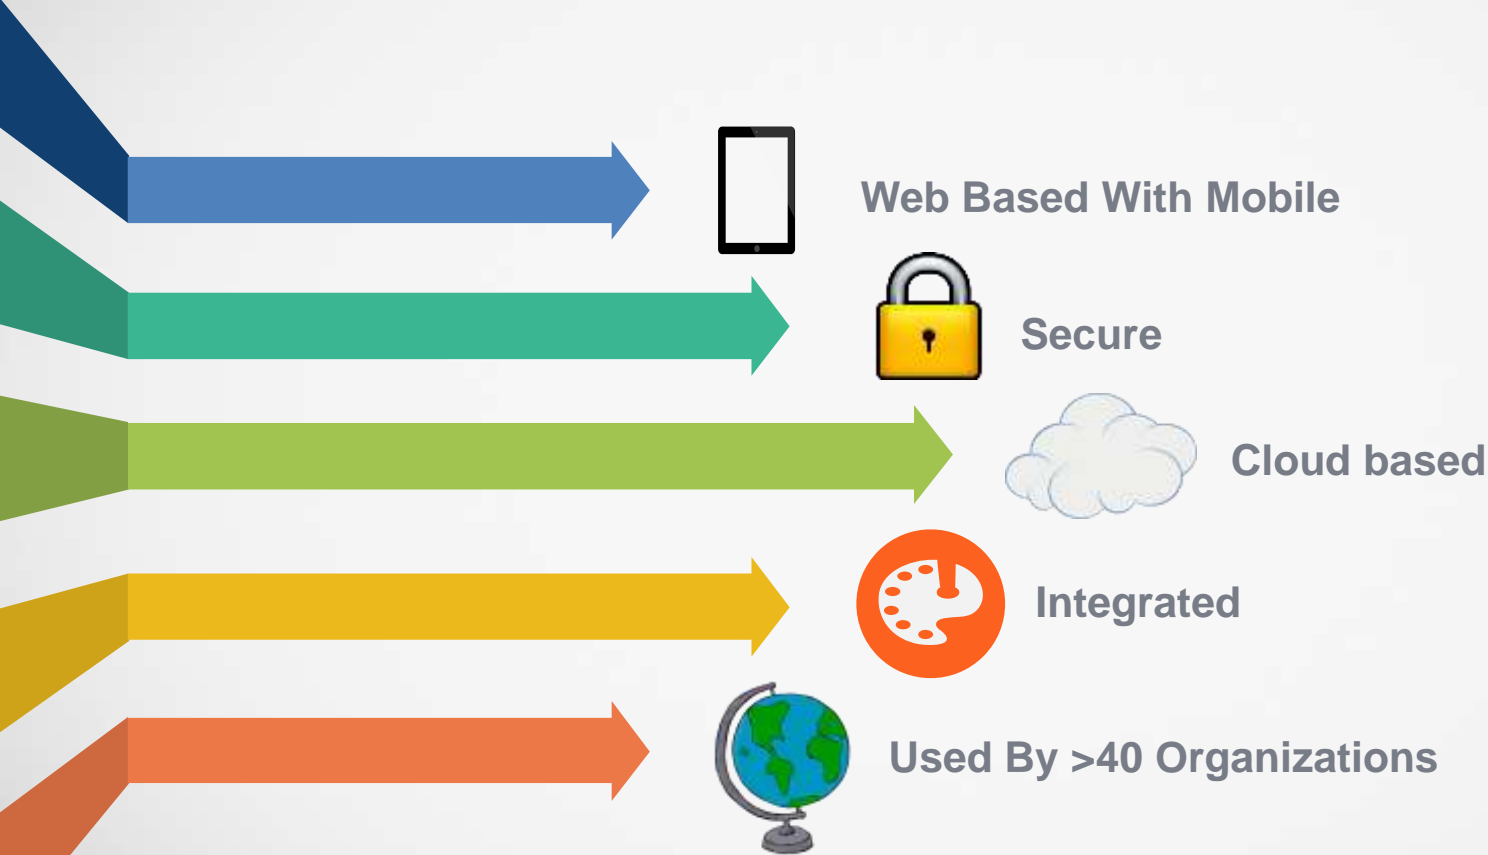 Web Based With Mobile
Secure
Cloud based
Integrated
Used By >40 Organizations